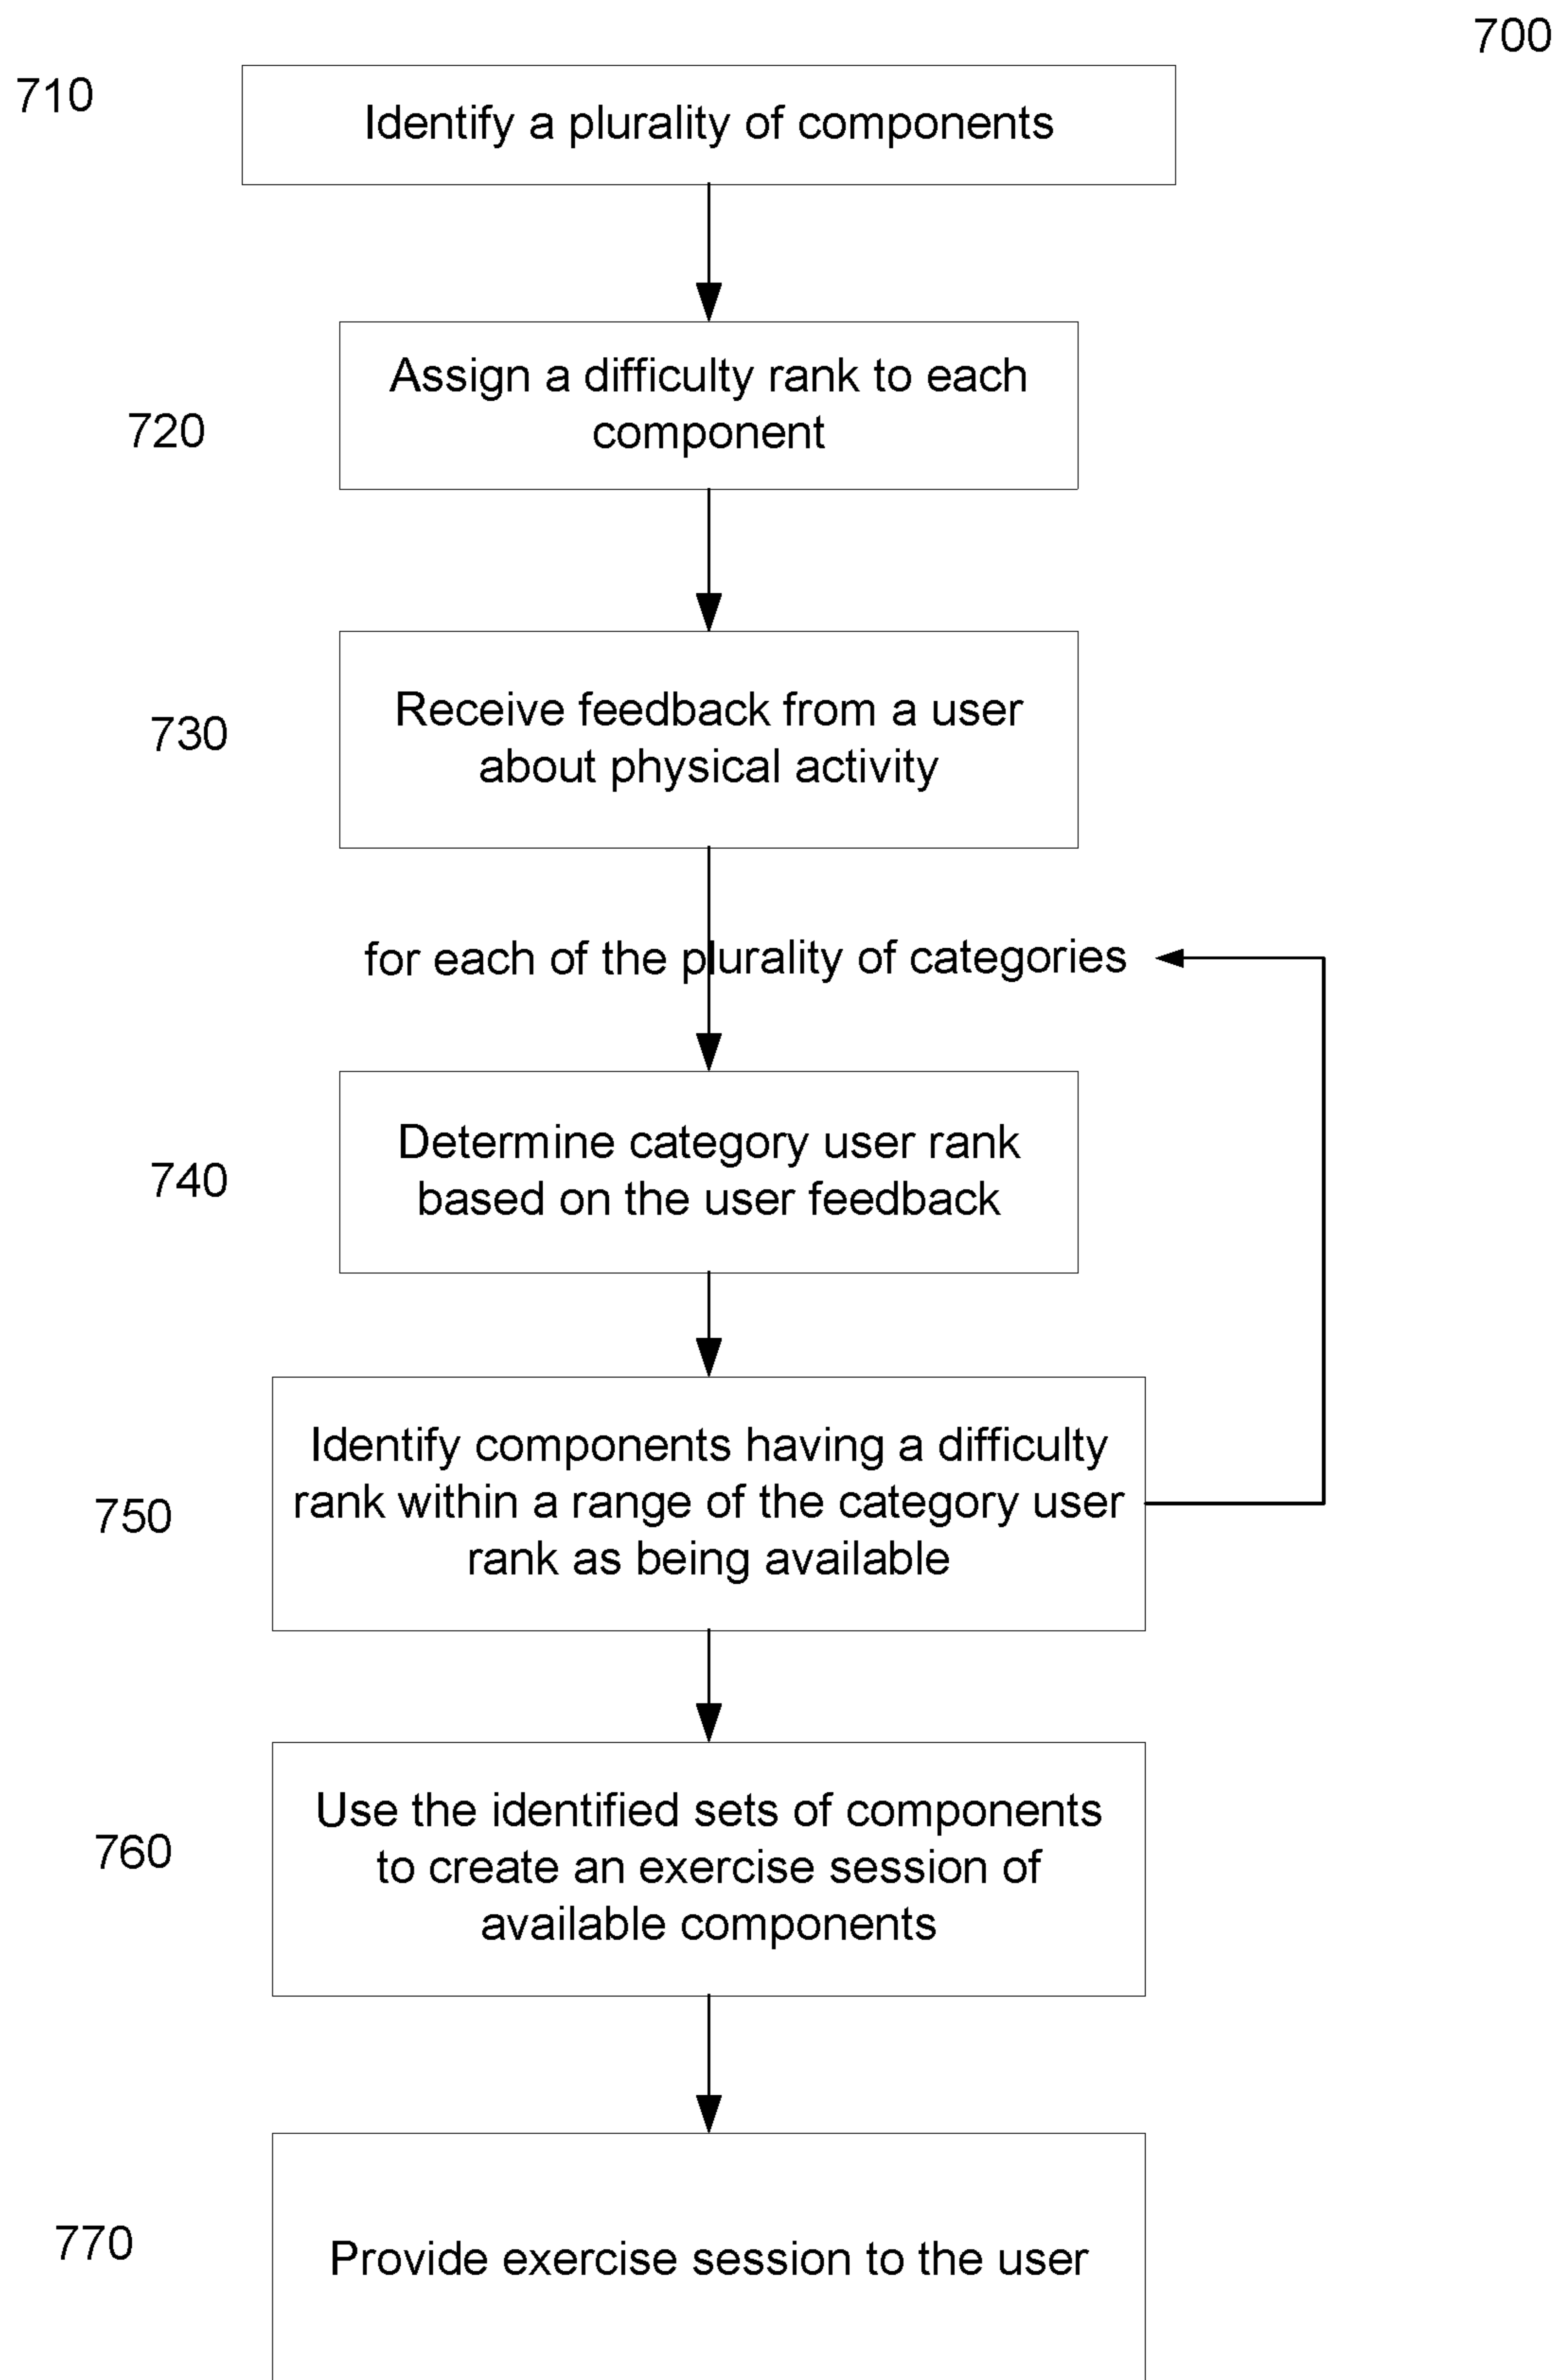 700
710
Identify a plurality of components
720
Assign a difficulty rank to each
component
730
Receive feedback from a user
about physical activity
for each of the plurality of categories
740
Determine category user rank
based on the user feedback
750
Identify components having a difficulty
rank within a range of the category user
rank as being available
760
Use the identified sets of components
to create an exercise session of
available components
770
Provide exercise session to the user